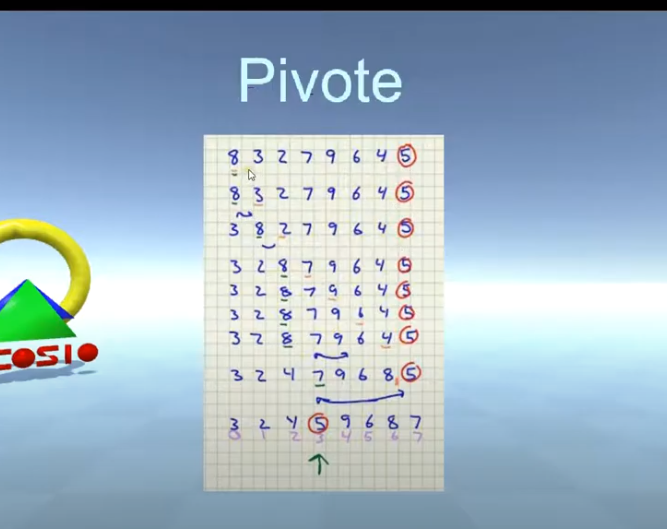 Pivote
8 3 2 7 9 6 4 5
8 3 2 7 9 6 4 5
3 8 2 7 9 6 4 5
3 2 8 7 9 6 4 5
3 2 8 7 9 6 4 5
3 2 8 7 9 6 4 5
3 2 8 7 9 6 4 5
3 2 4 7 9 6 8 5
3 2 4 5 9 6 8 7
0 1 2 3 4 5 6 7
COSIO